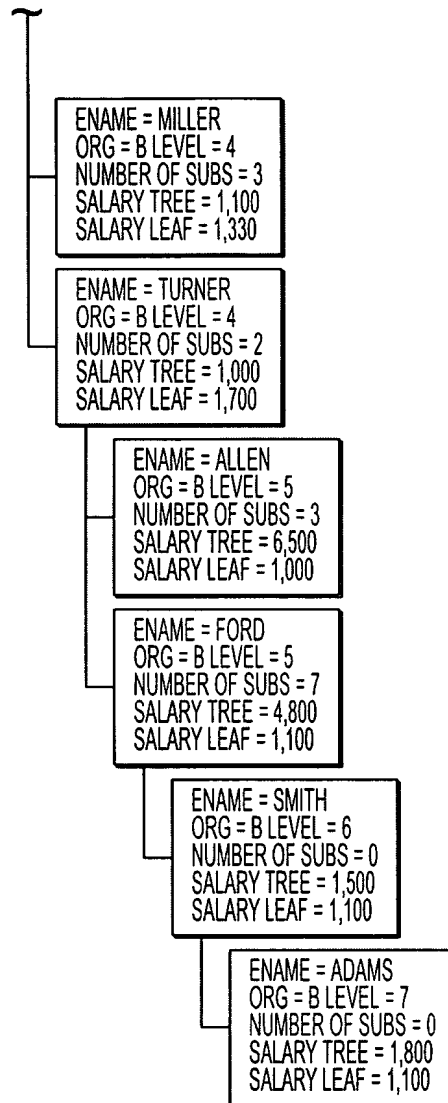 ENAME = MILLER
ORG = B LEVEL = 4
NUMBER OF SUBS = 3
SALARY TREE = 1,100
SALARY LEAF = 1,330
ENAME = TURNER
ORG = B LEVEL = 4
NUMBER OF SUBS = 2
SALARY TREE = 1,000
SALARY LEAF = 1,700
ENAME = ALLEN
ORG = B LEVEL = 5
NUMBER OF SUBS = 3
SALARY TREE = 6,500
SALARY LEAF = 1,000
ENAME = FORD
ORG = B LEVEL = 5
NUMBER OF SUBS = 7
SALARY TREE = 4,800
SALARY LEAF = 1,100
ENAME = SMITH
ORG = B LEVEL = 6
NUMBER OF SUBS = 0
SALARY TREE = 1,500
SALARY LEAF = 1,100
ENAME = ADAMS
ORG = B LEVEL = 7
NUMBER OF SUBS = 0
SALARY TREE = 1,800
SALARY LEAF = 1,100